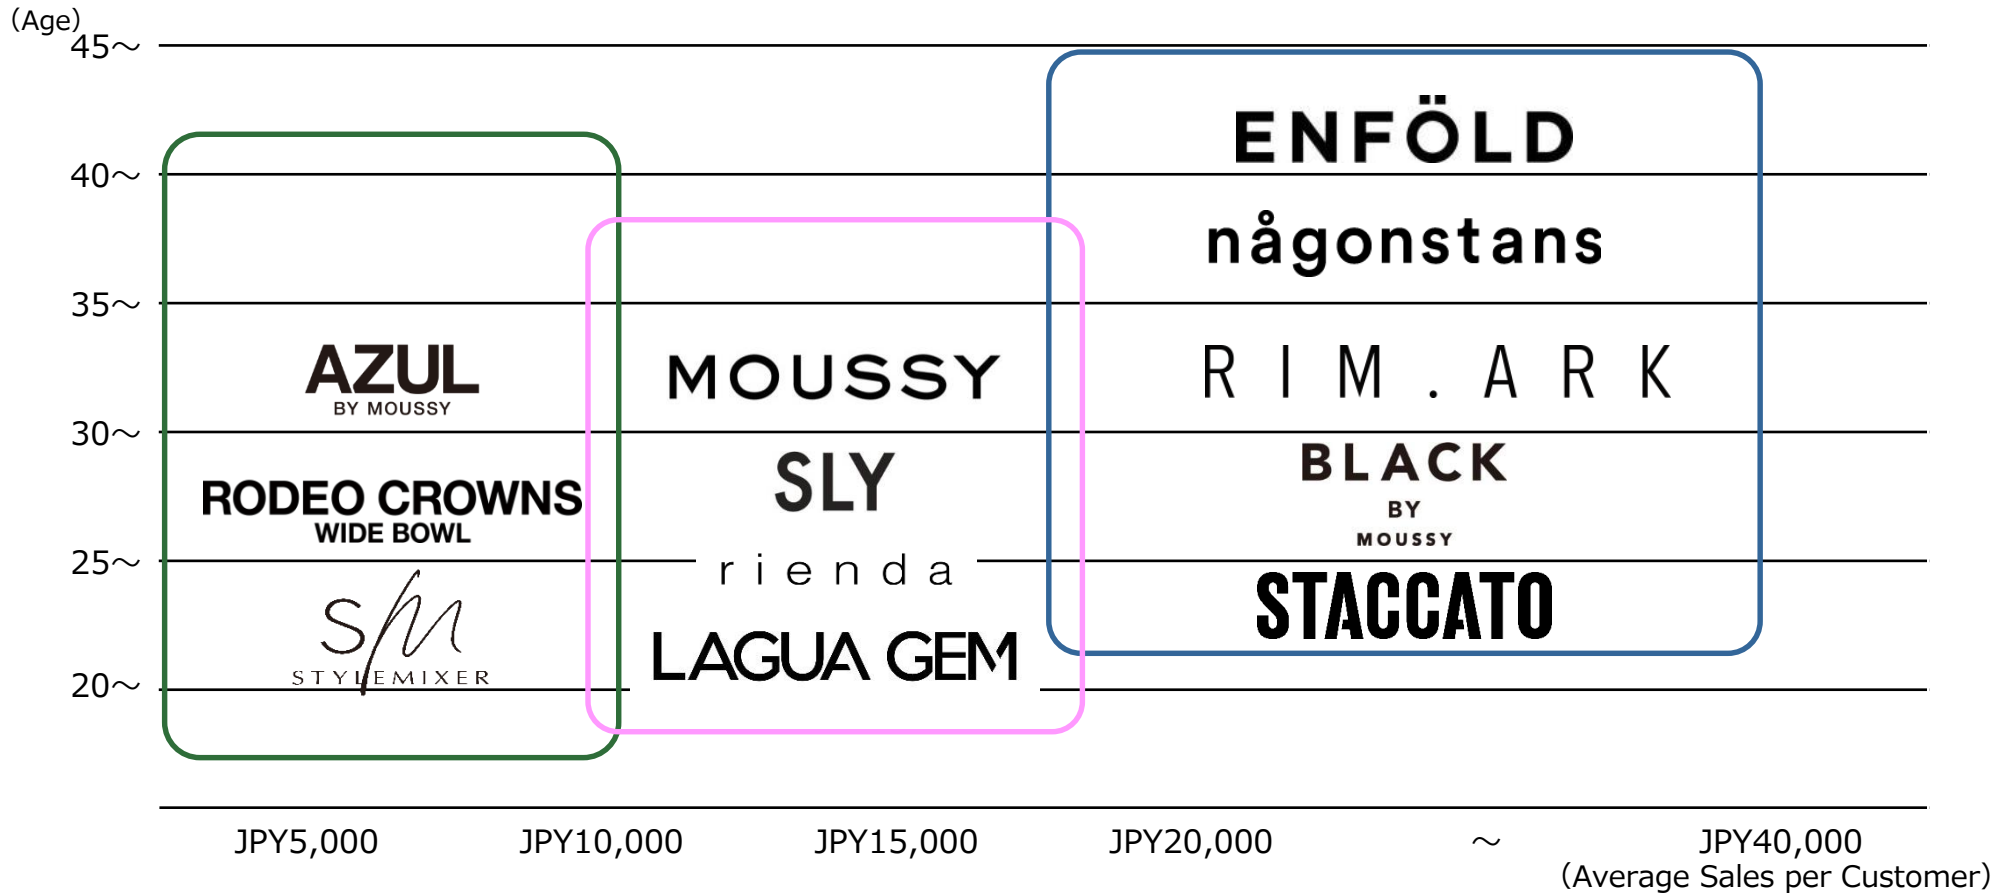 （Age）
45～
ENFÖLD
40～
någonstans
35～
AZUL
BY MOUSSY
MOUSSY
RIM.ARK
30～
RODEO CROWNS
WIDE BOWL
SLY
BLACK
BY
MOUSSY
25～
rienda
SM
STYLEMIXER
STACCATO
LAGUA GEM
20～
JPY5,000 JPY10,000 JPY15,000 JPY20,000 ～ JPY40,000
（Average Sales per Customer）